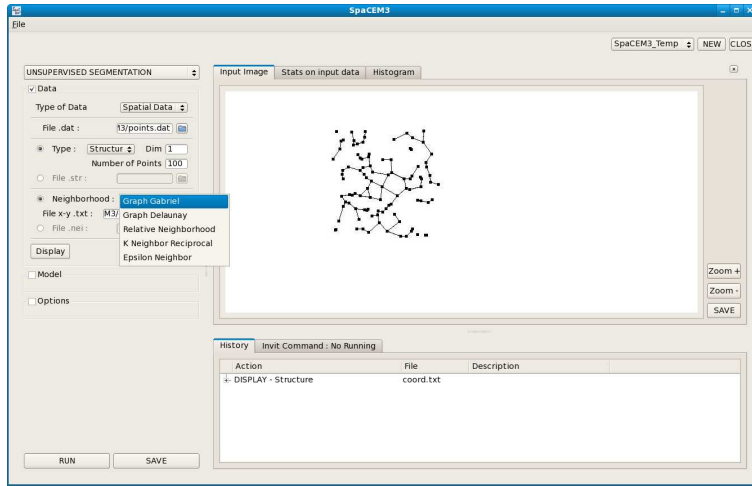 SpaCEM3
File
SpaCEM3_Temp NEW CLOS
UNSUPERVISED SEGMENTATION
Input Image Stats on input data Histogram
Data
Type of Data Spatial Data
File .dat : /points.dat
Type : Structur Dim 1
Number of Points 100
File .str :
Neighborhood : Graph Gabriel
File x-y .txt : M3/ Graph Delaunay
File .nei : Relative Neighborhood
K Neighbor Reciprocal
Display Epsilon Neighbor
Model
Options
Zoom +
Zoom -
SAVE
History Invit Command : No Running
Action File Description
DISPLAY - Structure coord.txt
RUN SAVE